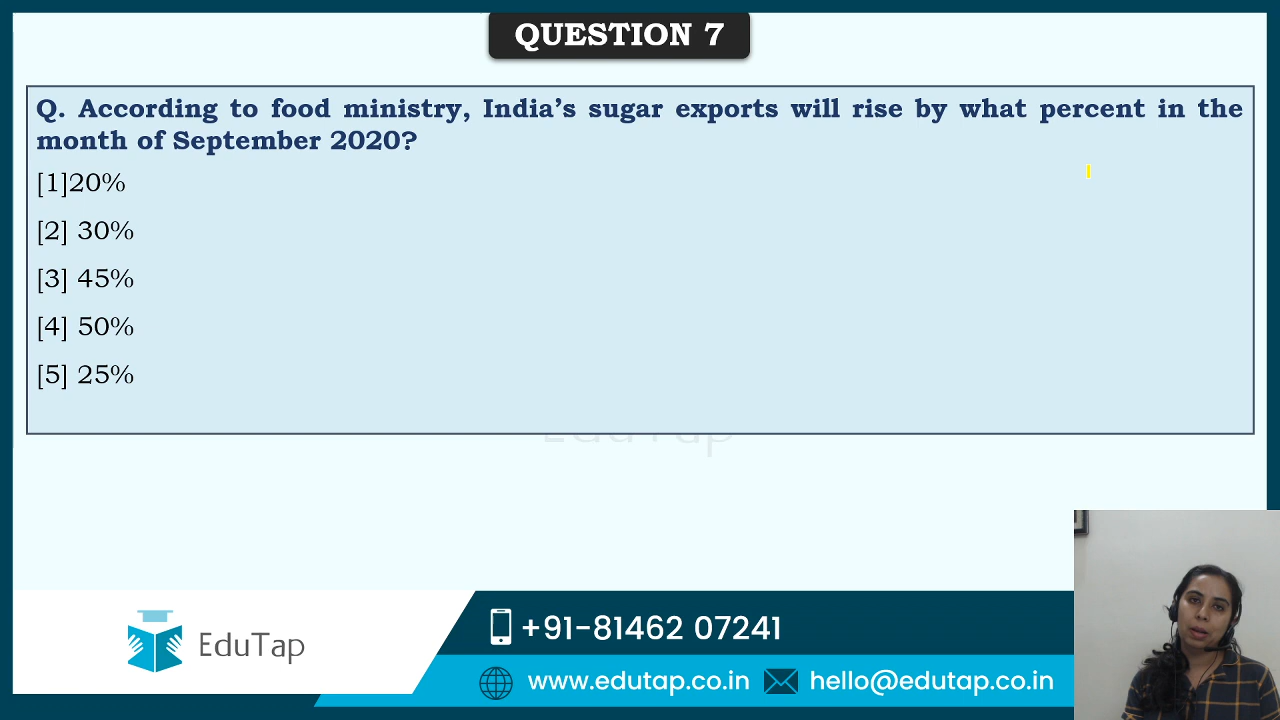 QUESTION 7
Q. According to food ministry, India's sugar exports will rise by what percent in the
month of September 2020?
[1]20%
[2] 30%
[3] 45%
[4] 50%
[5] 25%
EduTap
EduTap
+91-81462 07241
www.edutap.co.in
hello@edutap.co.in